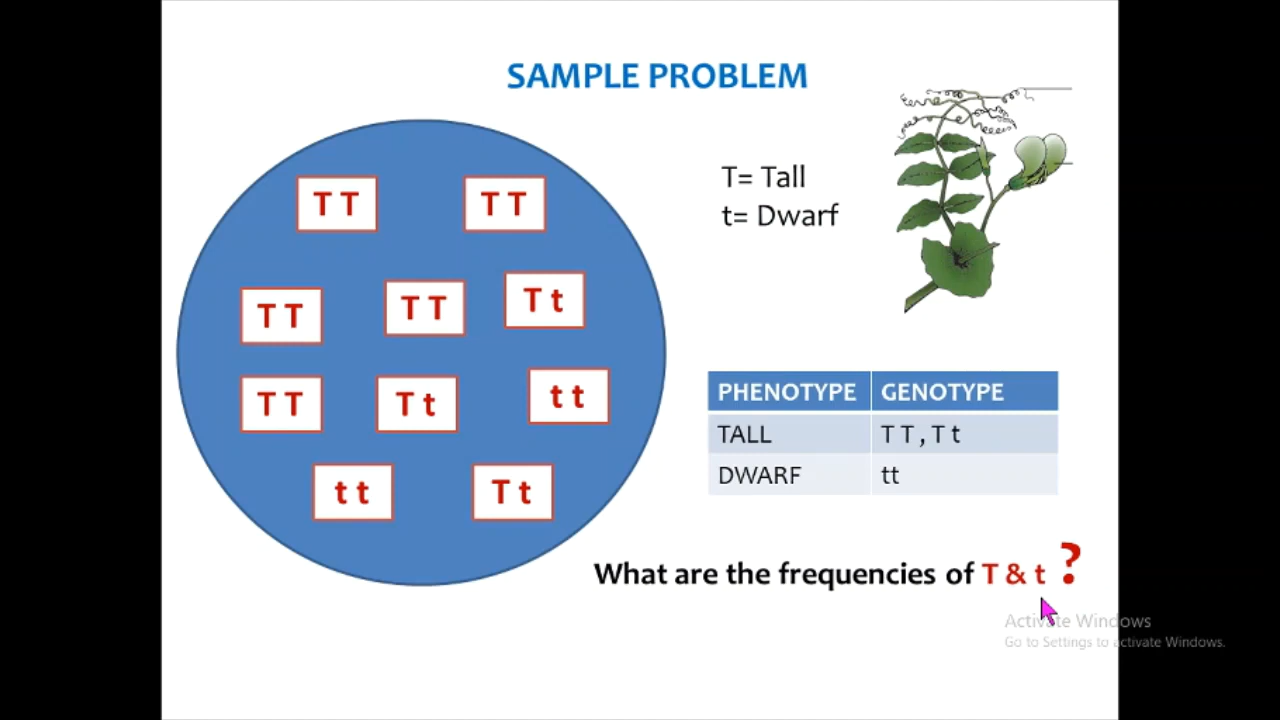 SAMPLE PROBLEM
T T
T T
T= Tall
t= Dwarf
T T
T T
T t
T T
T t
t t
t t
T t
PHENOTYPE GENOTYPE
TALL T T , T t
DWARF tt
What are the frequencies of T & t ?
Activate Windows
Go to Settings to activate Windows.